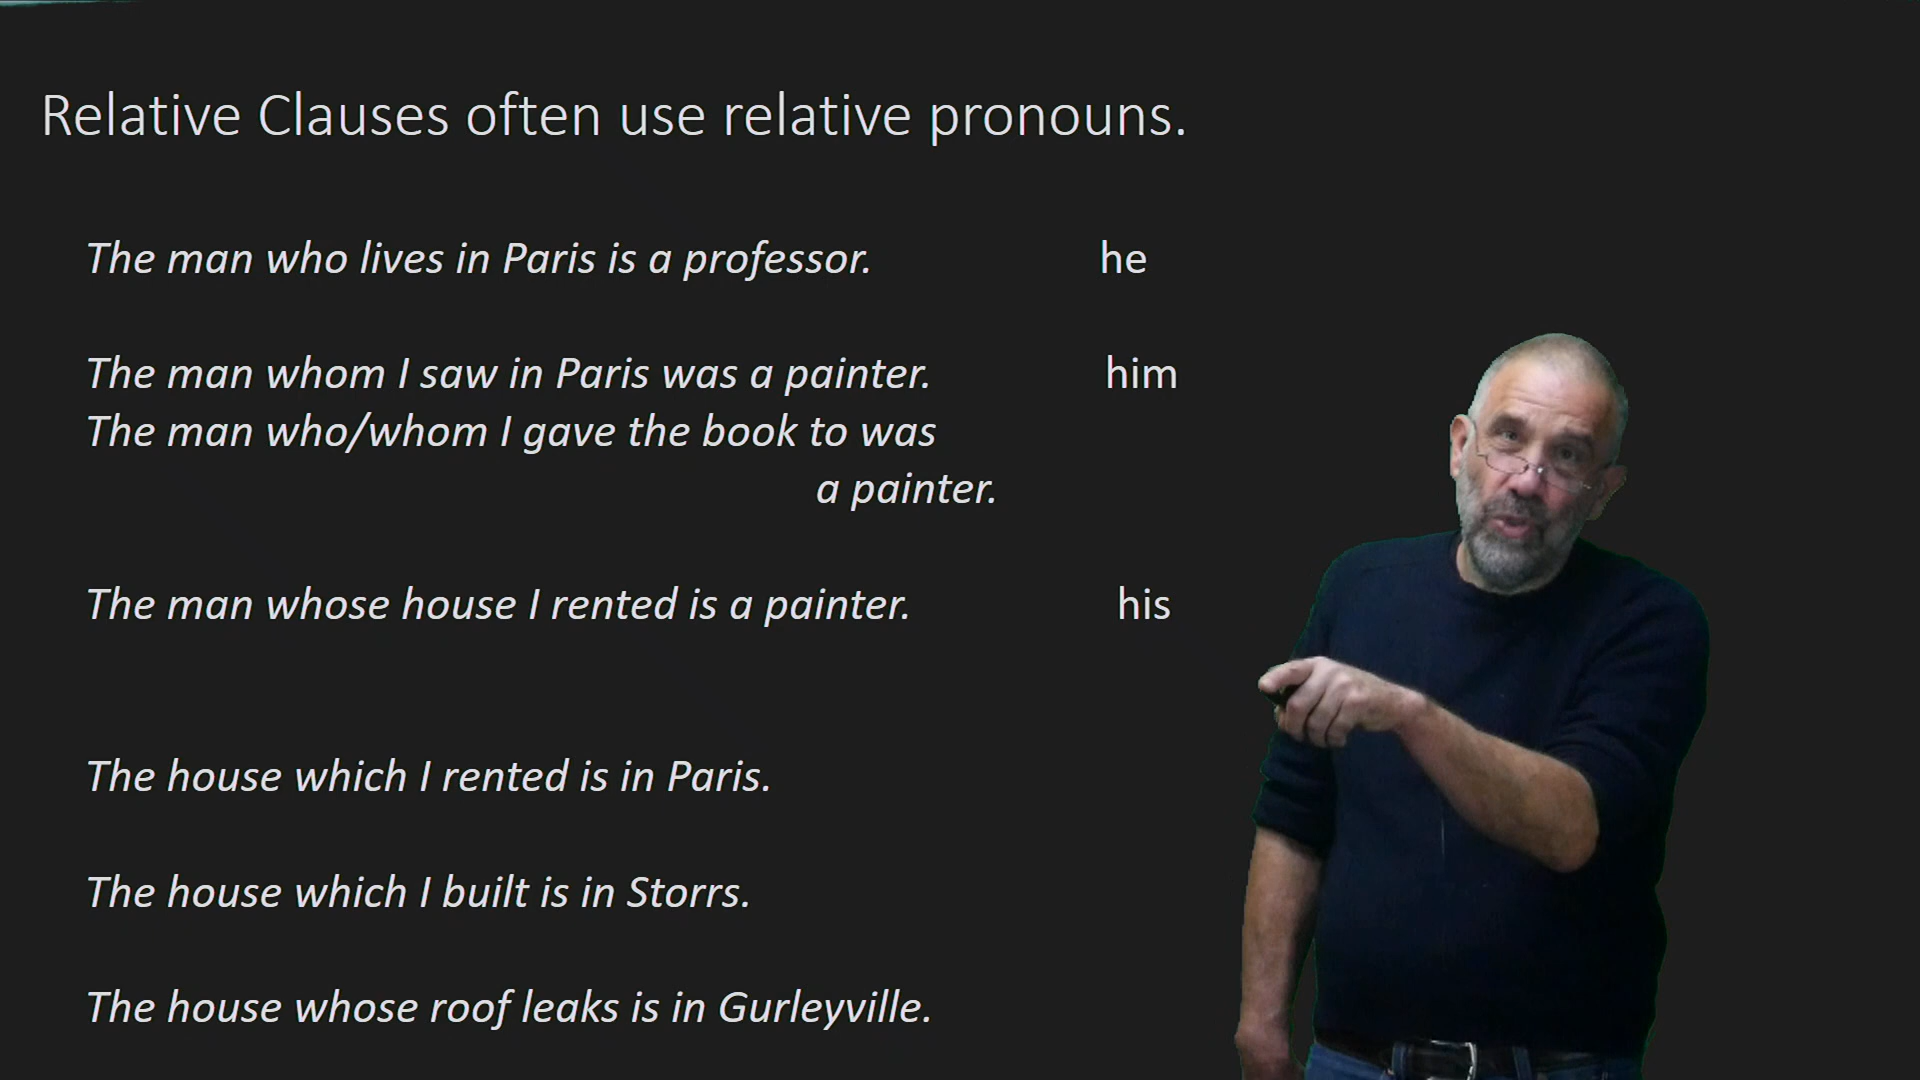 Relative Clauses often use relative pronouns.
The man who lives in Paris is a professor. he
The man whom I saw in Paris was a painter. him
The man who/whom I gave the book to was
a painter.
The man whose house I rented is a painter. his
The house which I rented is in Paris.
The house which I built is in Storrs.
The house whose roof leaks is in Gurleyville.